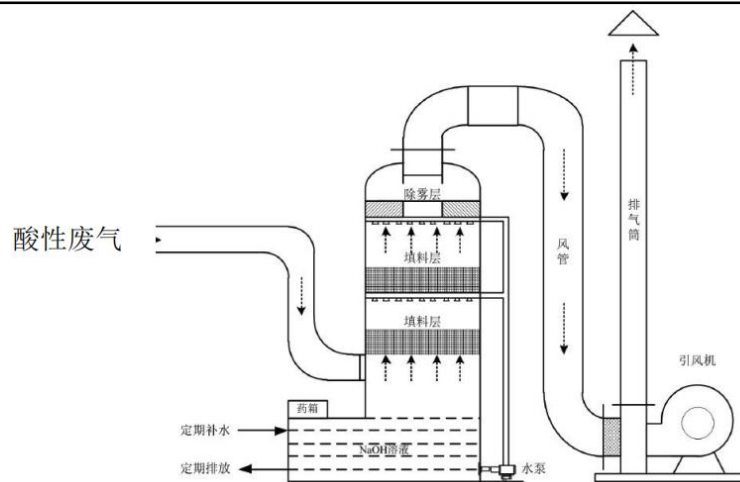 除雾层
酸性废气
填料层
填料层
风管
排气筒
引风机
药箱
定期补水
NaOH溶液
定期排放
水泵